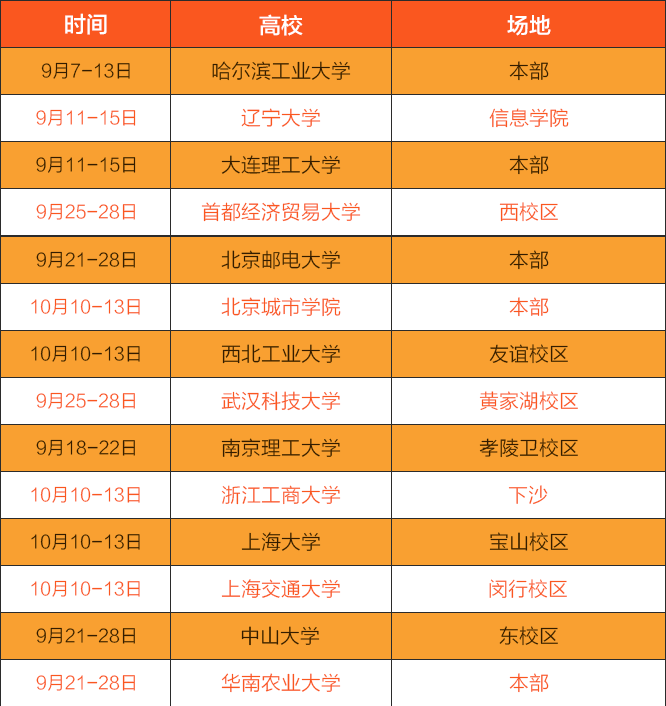 时间 高校 场地
9月7-13日 哈尔滨工业大学 本部
9月11-15日 辽宁大学 信息学院
9月11-15日 大连理工大学 本部
9月25-28日 首都经济贸易大学 西校区
9月21-28日 北京邮电大学 本部
10月10-13日 北京城市学院 本部
10月10-13日 西北工业大学 友谊校区
9月25-28日 武汉科技大学 黄家湖校区
9月18-22日 南京理工大学 孝陵卫校区
10月10-13日 浙江工商大学 下沙
10月10-13日 上海大学 宝山校区
10月10-13日 上海交通大学 闵行校区
9月21-28日 中山大学 东校区
9月21-28日 华南农业大学 本部